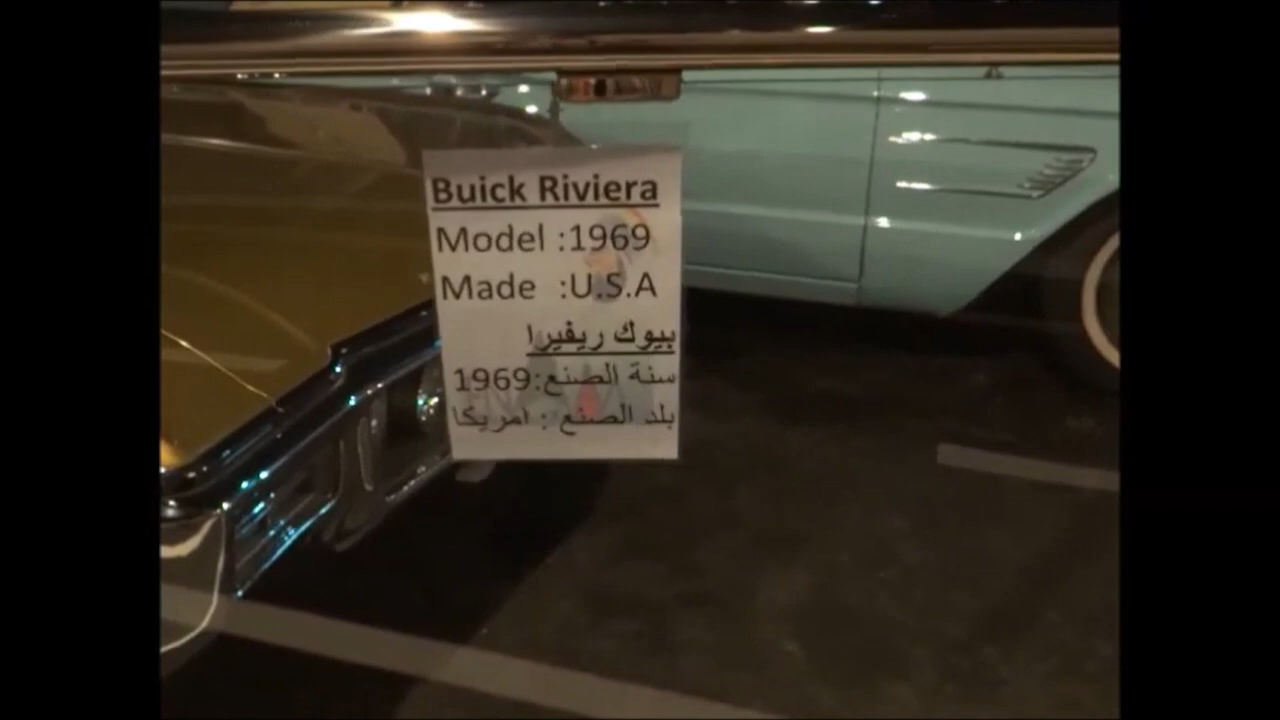 Buick Riviera
Model :1969
Made :U.S.A
بيوك ريفيرا
سنة الصنع:1969
بلد الصنع : امريكا